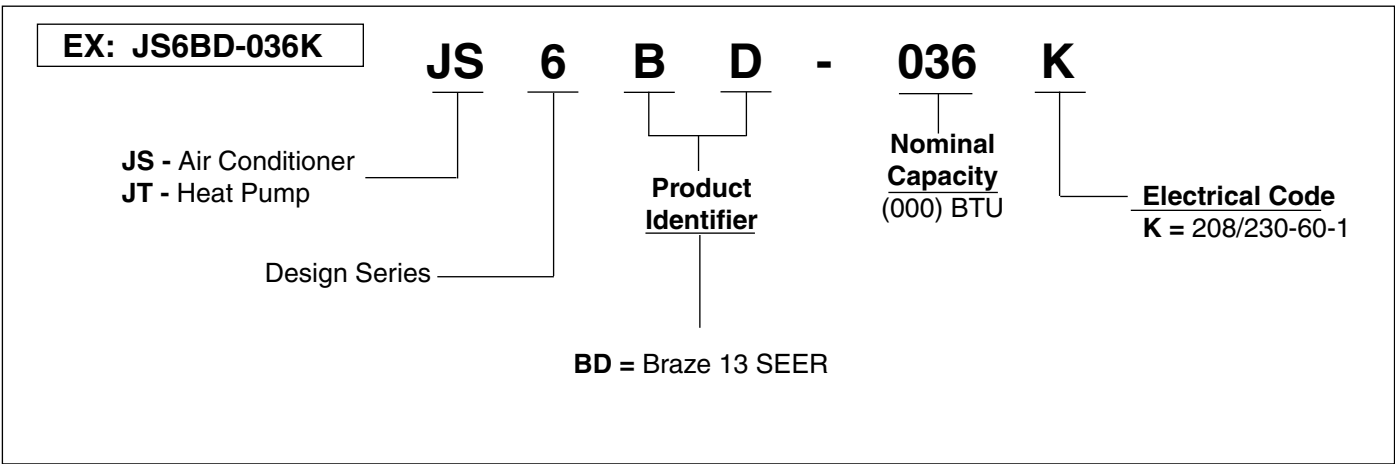 EX: JS6BD-036K
JS 6 B D - 036 K
JS - Air Conditioner
JT - Heat Pump
Design Series
Product
Identifier
BD = Braze 13 SEER
Nominal
Capacity
(000) BTU
Electrical Code
K = 208/230-60-1